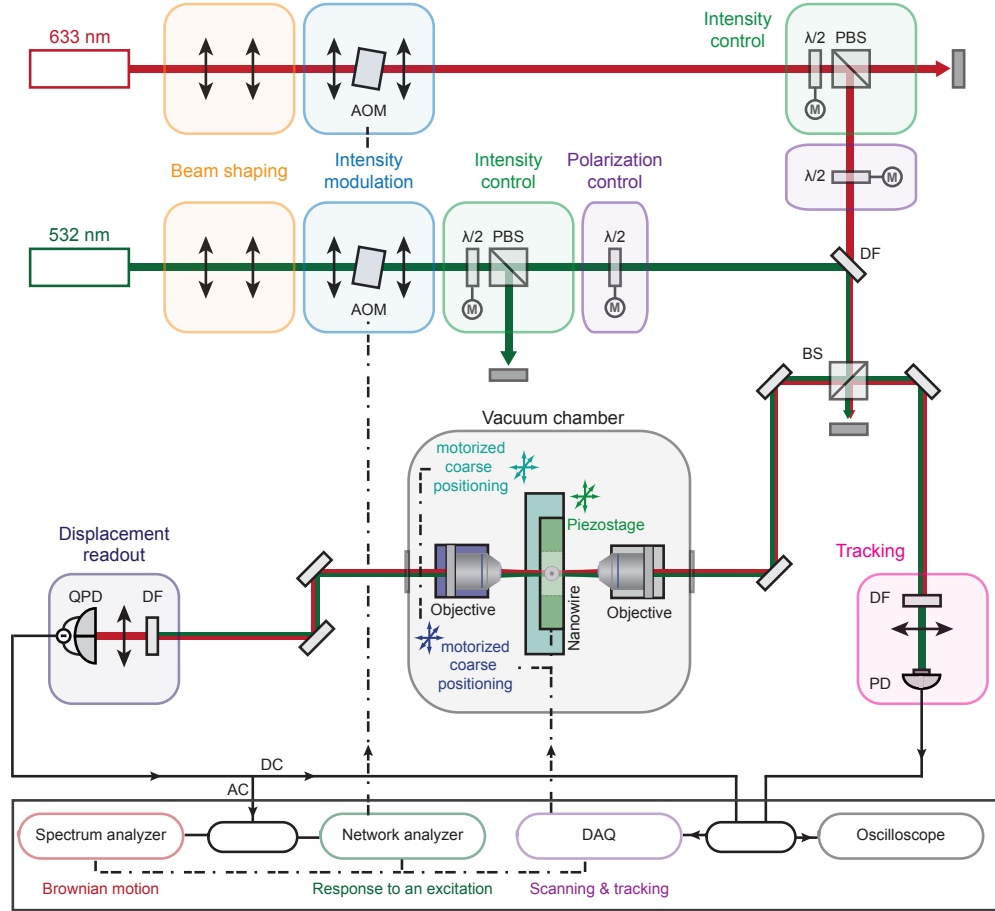 633 nm
Intensity
control
λ/2
PBS
M
AOM
Beam shaping
Intensity
modulation
Intensity
control
Polarization
control
λ/2
M
532 nm
λ/2
PBS
λ/2
DF
M
M
AOM
BS
Vacuum chamber
motorized
coarse
positioning
Piezostage
Displacement
readout
Tracking
QPD
DF
Objective
Nanowire
Objective
DF
motorized
coarse
positioning
PD
DC
AC
Spectrum analyzer
Network analyzer
DAQ
Oscilloscope
Brownian motion
Response to an excitation
Scanning & tracking